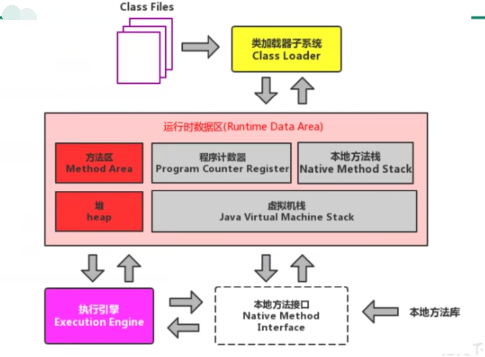 Class Files
类加载器子系统
Class Loader
运行时数据区(Runtime Data Area)
方法区
Method Area
程序计数器
Program Counter Register
本地方法栈
Native Method Stack
堆
heap
虚拟机栈
Java Virtual Machine Stack
执行引擎
Execution Engine
本地方法接口
Native Method
Interface
本地方法库